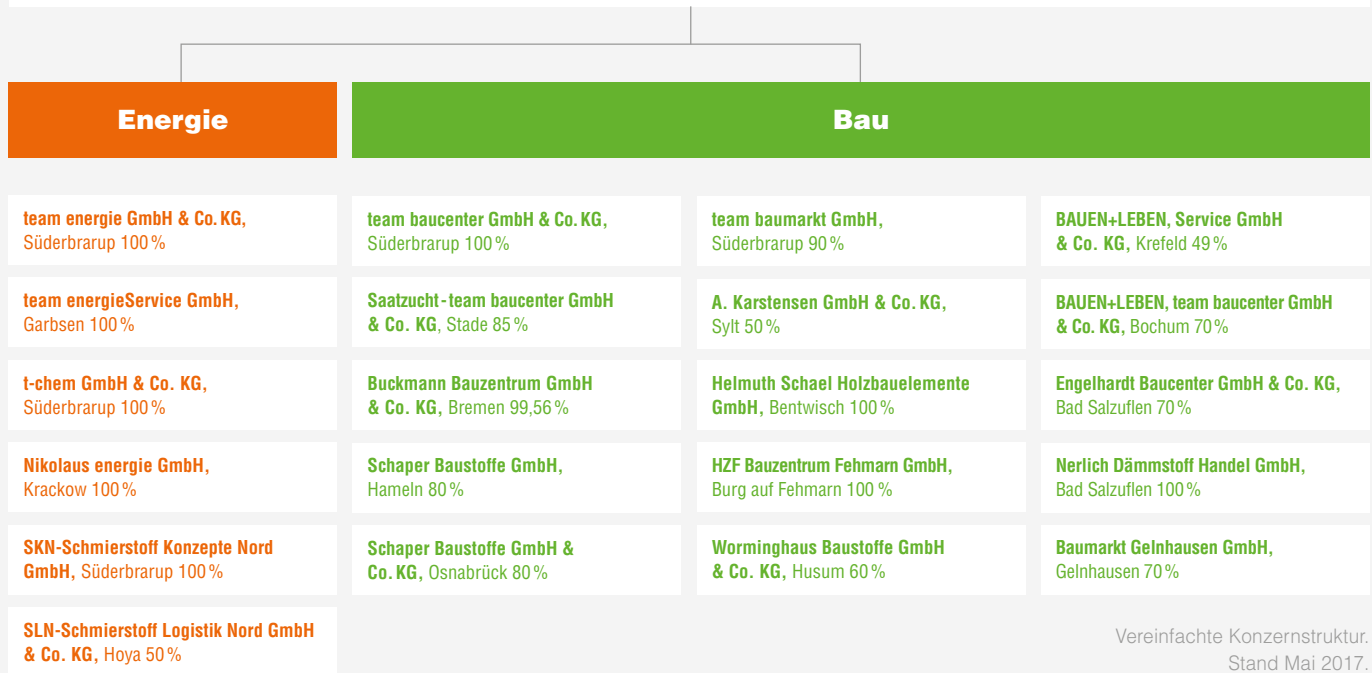 Energie
Bau
team energie GmbH & Co. KG,
Süderbrarup 100 %
team energieService GmbH,
Garbsen 100 %
t-chem GmbH & Co. KG,
Süderbrarup 100 %
Nikolaus energie GmbH,
Krackow 100 %
SKN-Schmierstoff Konzepte Nord
GmbH, Süderbrarup 100 %
SLN-Schmierstoff Logistik Nord GmbH
& Co. KG, Hoya 50 %
team baucenter GmbH & Co. KG,
Süderbrarup 100 %
Saatzucht-team baucenter GmbH
& Co. KG, Stade 85 %
Buckmann Bauzentrum GmbH
& Co. KG, Bremen 99,56 %
Schaper Baustoffe GmbH,
Hameln 80 %
Schaper Baustoffe GmbH &
Co. KG, Osnabrück 80 %
team baumarkt GmbH,
Süderbrarup 90 %
A. Karstensen GmbH & Co. KG,
Sylt 50 %
Helmuth Schael Holzbauelemente
GmbH, Bentwisch 100 %
HZF Bauzentrum Fehmarn GmbH,
Burg auf Fehmarn 100 %
Worminghaus Baustoffe GmbH
& Co. KG, Husum 60 %
BAUEN+LEBEN, Service GmbH
& Co. KG, Krefeld 49 %
BAUEN+LEBEN, team baucenter GmbH
& Co. KG, Bochum 70 %
Engelhardt Baucenter GmbH & Co. KG,
Bad Salzuflen 70 %
Nerlich Dämmstoff Handel GmbH,
Bad Salzuflen 100 %
Baumarkt Gelnhausen GmbH,
Gelnhausen 70 %
Vereinfachte Konzernstruktur.
Stand Mai 2017.